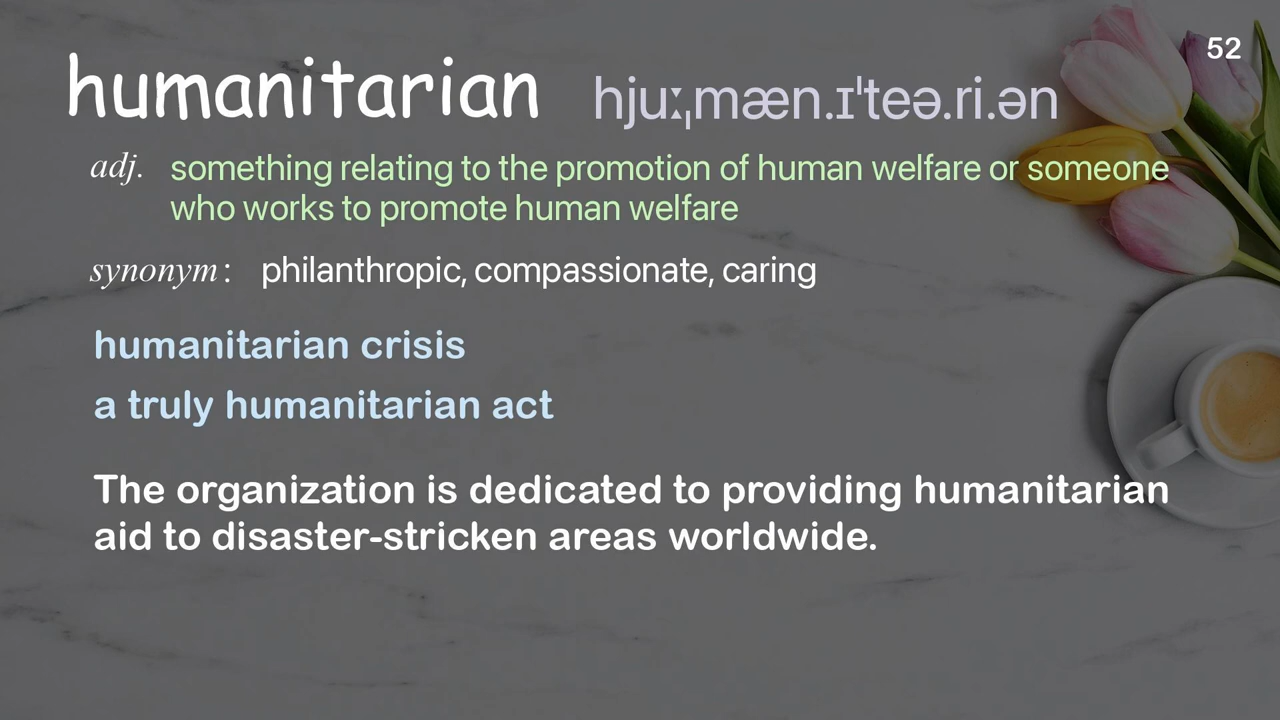 52
humanitarian hjuːˌmæn.ɪˈteə.ri.ən
adj. something relating to the promotion of human welfare or someone
who works to promote human welfare
synonym: philanthropic, compassionate, caring
humanitarian crisis
a truly humanitarian act
The organization is dedicated to providing humanitarian
aid to disaster-stricken areas worldwide.